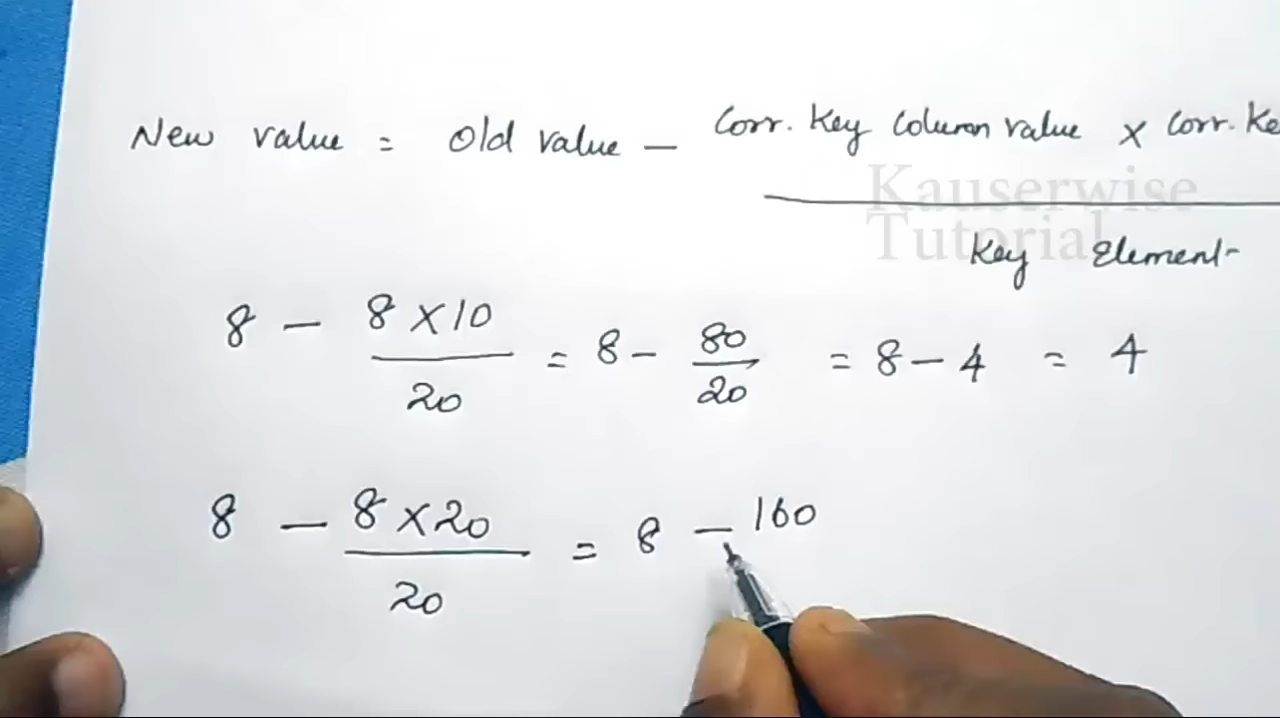 New value = Old value — Corr. Key Column value × Corr. Ke
Kauserwise
Tutorial
Key Element
8 — 8 × 10 / 20 = 8 — 80 / 20 = 8 — 4 = 4
8 — 8 × 20 / 20 = 8 — 160